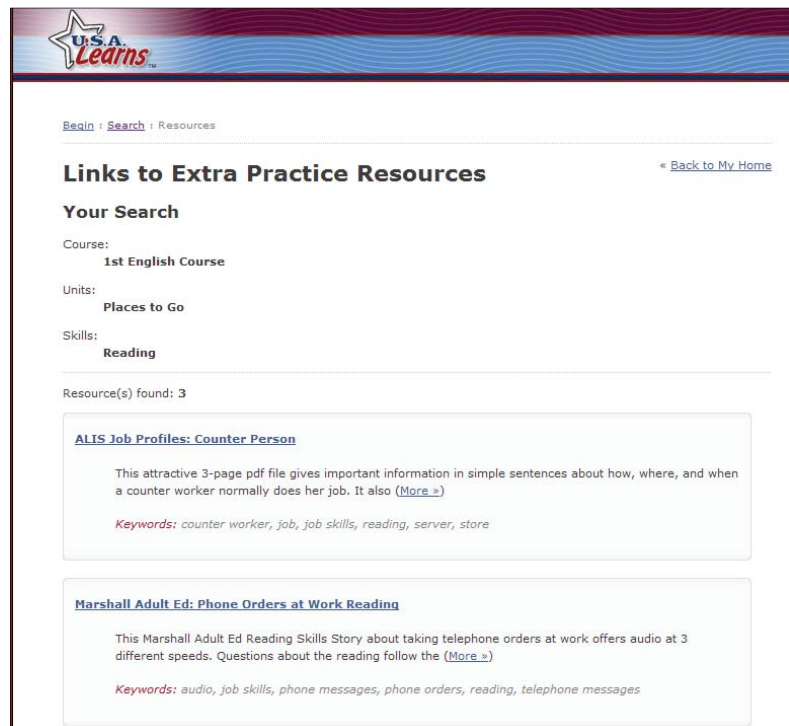 U.S.A.
Learns™
Begin : Search : Resources
Links to Extra Practice Resources
« Back to My Home
Your Search
Course:
1st English Course
Units:
Places to Go
Skills:
Reading
Resource(s) found: 3
ALIS Job Profiles: Counter Person
This attractive 3-page pdf file gives important information in simple sentences about how, where, and when
a counter worker normally does her job. It also (More »)
Keywords: counter worker, job, job skills, reading, server, store
Marshall Adult Ed: Phone Orders at Work Reading
This Marshall Adult Ed Reading Skills Story about taking telephone orders at work offers audio at 3
different speeds. Questions about the reading follow the (More »)
Keywords: audio, job skills, phone messages, phone orders, reading, telephone messages